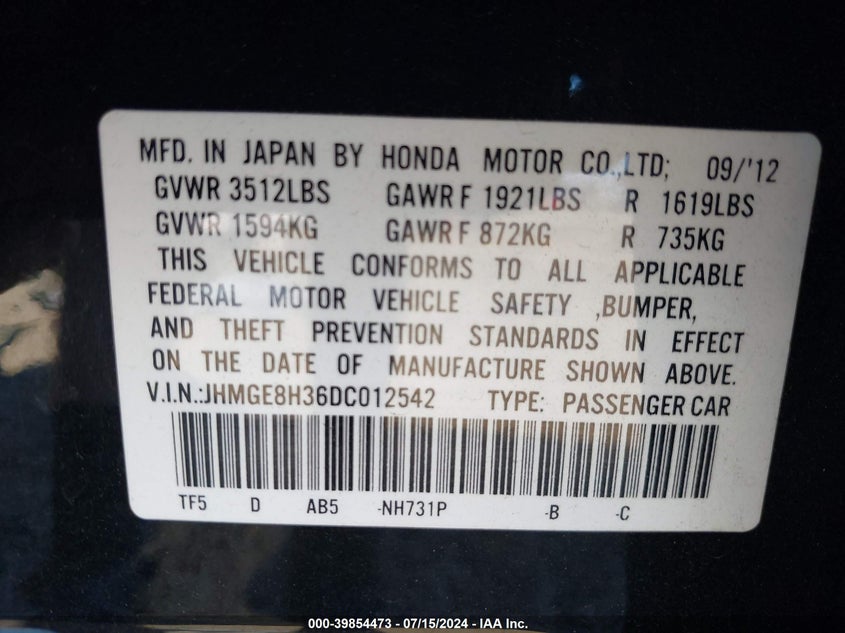 MFD. IN JAPAN BY HONDA MOTOR CO.,LTD; 09/'12
GVWR 3512LBS GAWR F 1921LBS R 1619LBS
GVWR 1594KG GAWR F 872KG R 735KG
THIS VEHICLE CONFORMS TO ALL APPLICABLE
FEDERAL MOTOR VEHICLE SAFETY ,BUMPER,
AND THEFT PREVENTION STANDARDS IN EFFECT
ON THE DATE OF MANUFACTURE SHOWN ABOVE.
V.I.N.:JHMGE8H36DC012542 TYPE: PASSENGER CAR
TF5 D AB5 -NH731P -B -C
000-39854473 - 07/15/2024 - IAA Inc.